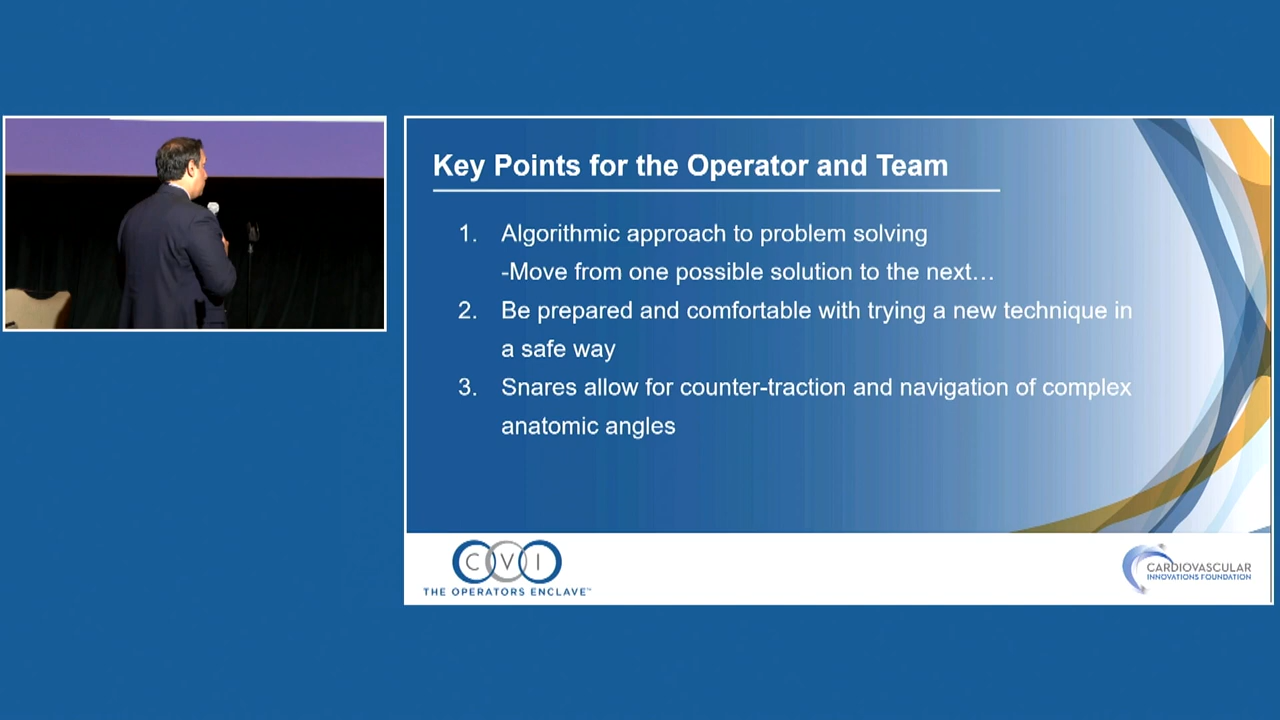 Key Points for the Operator and Team
1. Algorithmic approach to problem solving
-Move from one possible solution to the next…
2. Be prepared and comfortable with trying a new technique in
a safe way
3. Snares allow for counter-traction and navigation of complex
anatomic angles
CVI
THE OPERATORS ENCLAVE™
CARDIOVASCULAR
INNOVATIONS FOUNDATION